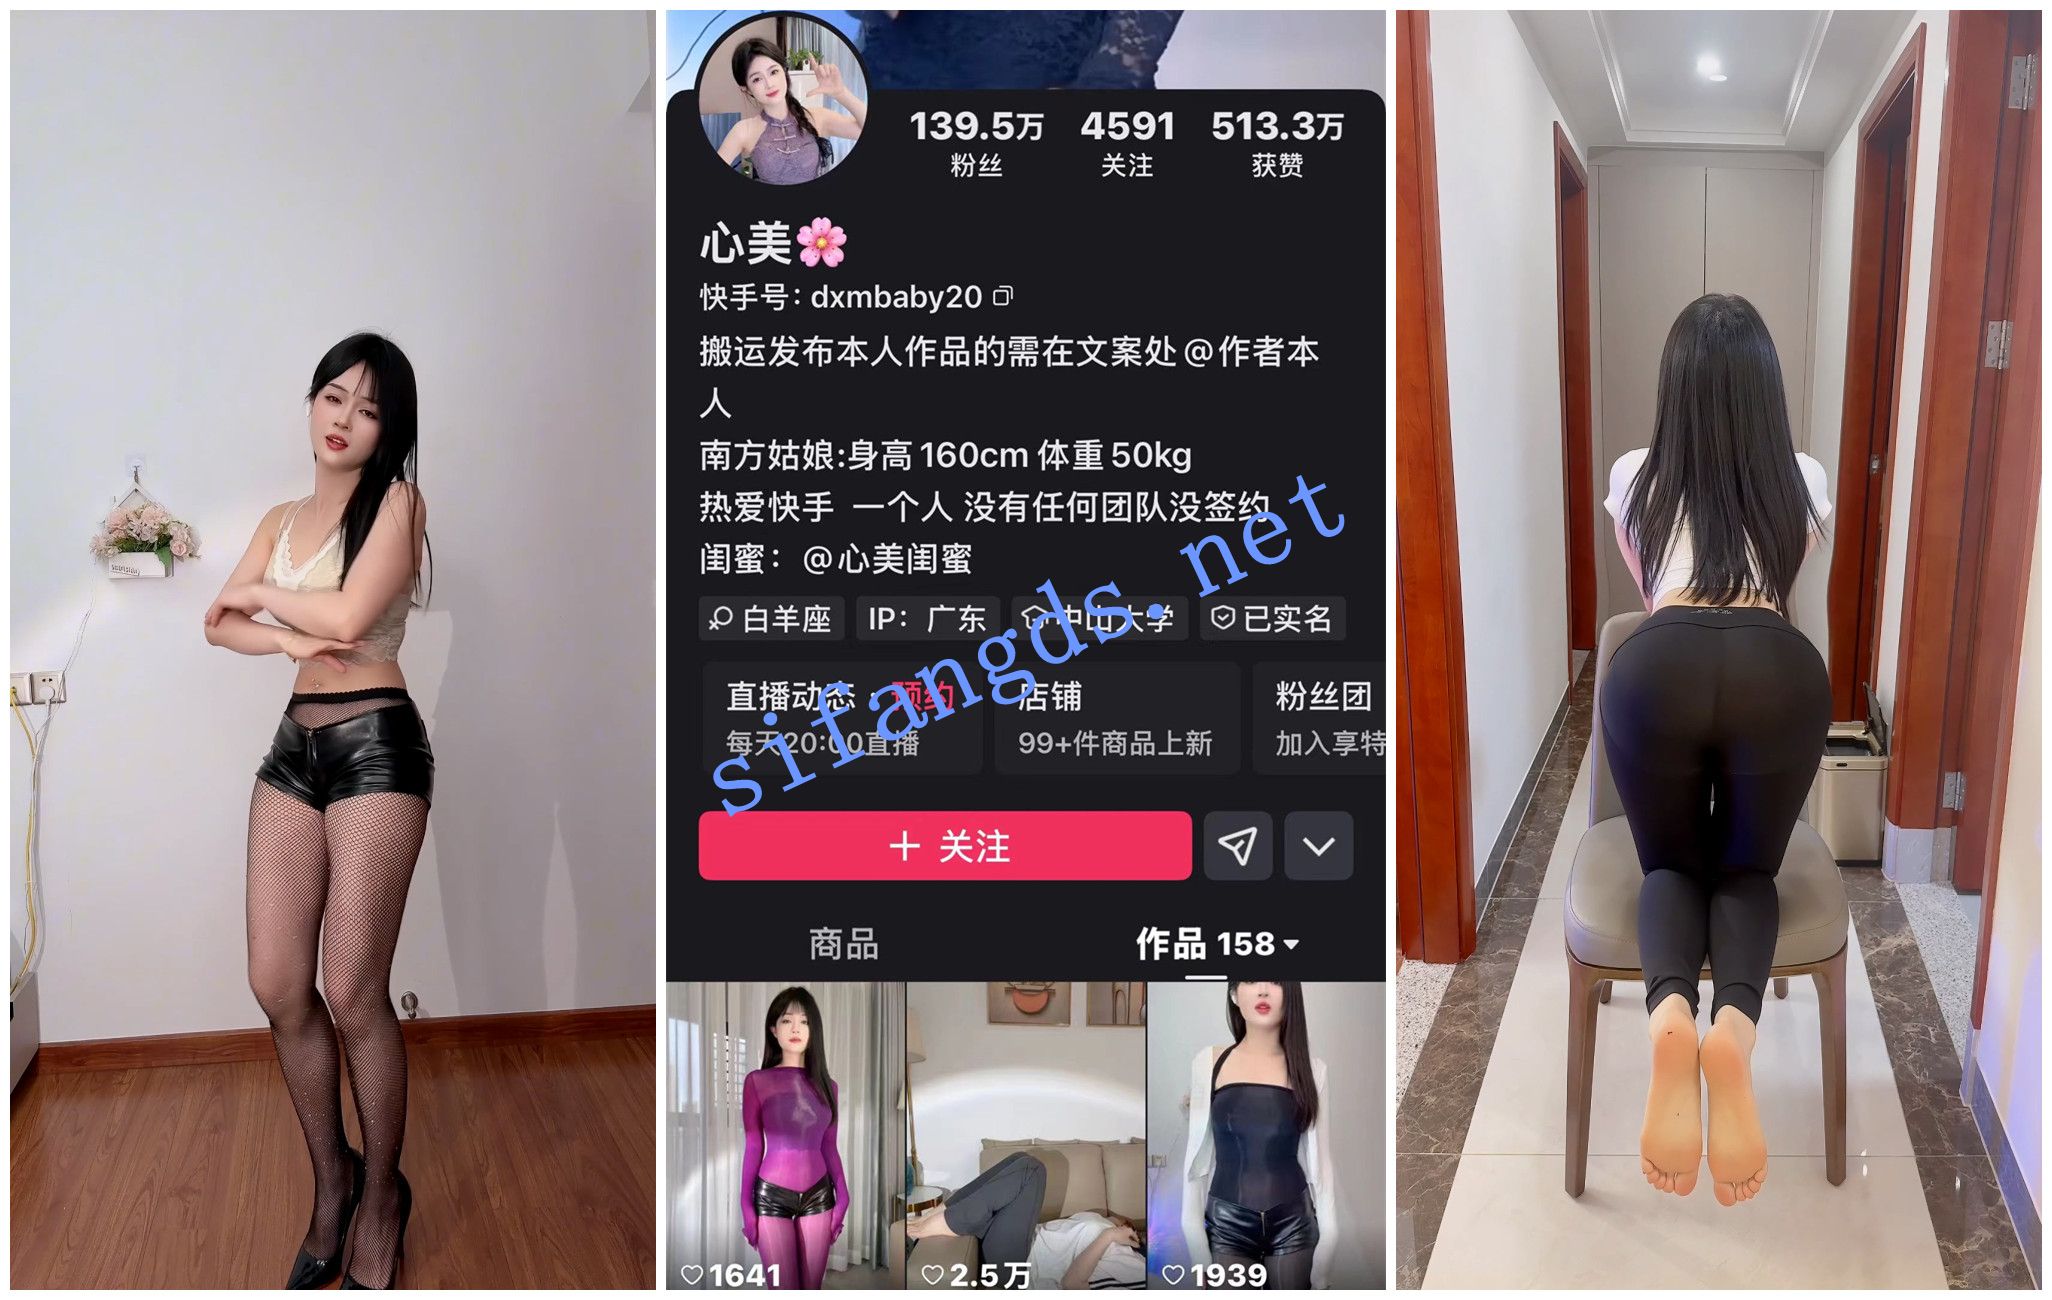 139.5万 4591 513.3万
粉丝 关注 获赞
心美🌸
快手号: dxmbaby20
搬运发布本人作品的需在文案处@作者本
人
南方姑娘:身高160cm 体重50kg
热爱快手 一个人 没有任何团队没签约
闺蜜：@心美闺蜜
白羊座 IP：广东 中山大学 已实名
直播动态·预约 店铺 粉丝团
每天20:00直播 99+件商品上新 加入享特
sifangds.net
+ 关注
商品 作品 158
1641 2.5万 1939